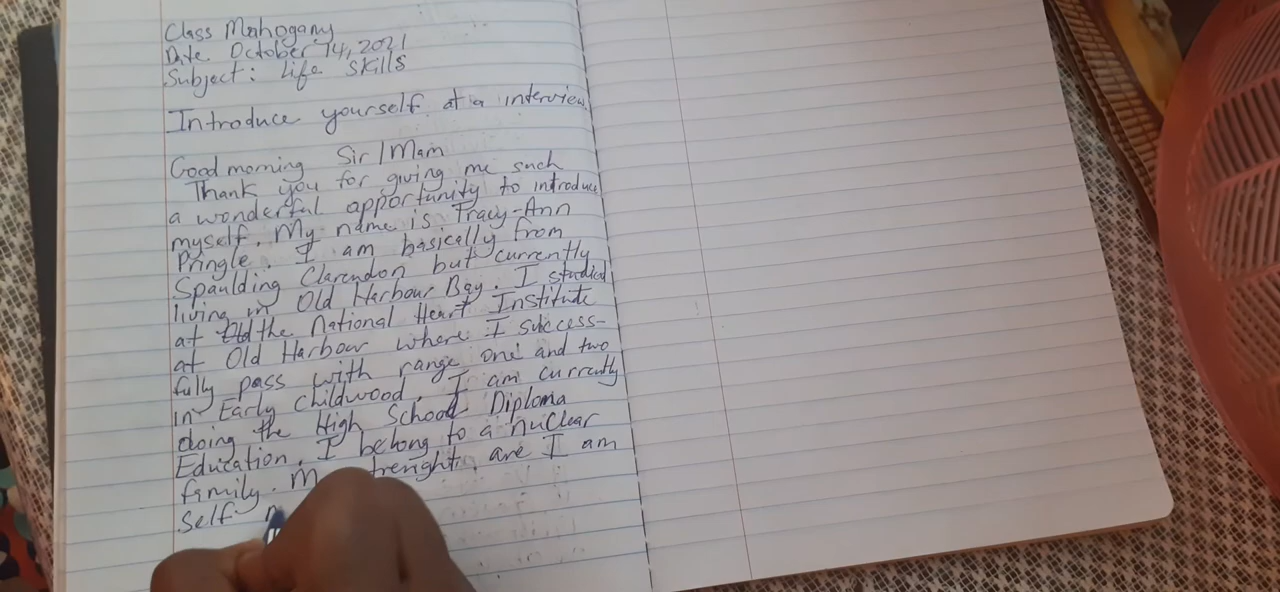 Class Mahogany
Date October 14, 2021
Subject: Life Skills
Introduce yourself at a interview
Good morning Sir/Mam
Thank you for giving me such
a wonderful opportunity to introduce
myself. My name is Tracy-Ann
Pringle. I am basically from
Spaulding Clarendon but currently
living in Old Harbour Bay. I studied
at the National Heart Institute
at Old Harbour where I success-
fully pass with range one and two
in Early childwood. I am currently
doing the High School Diploma
Education. I belong to a nuclear
family. are I am
self